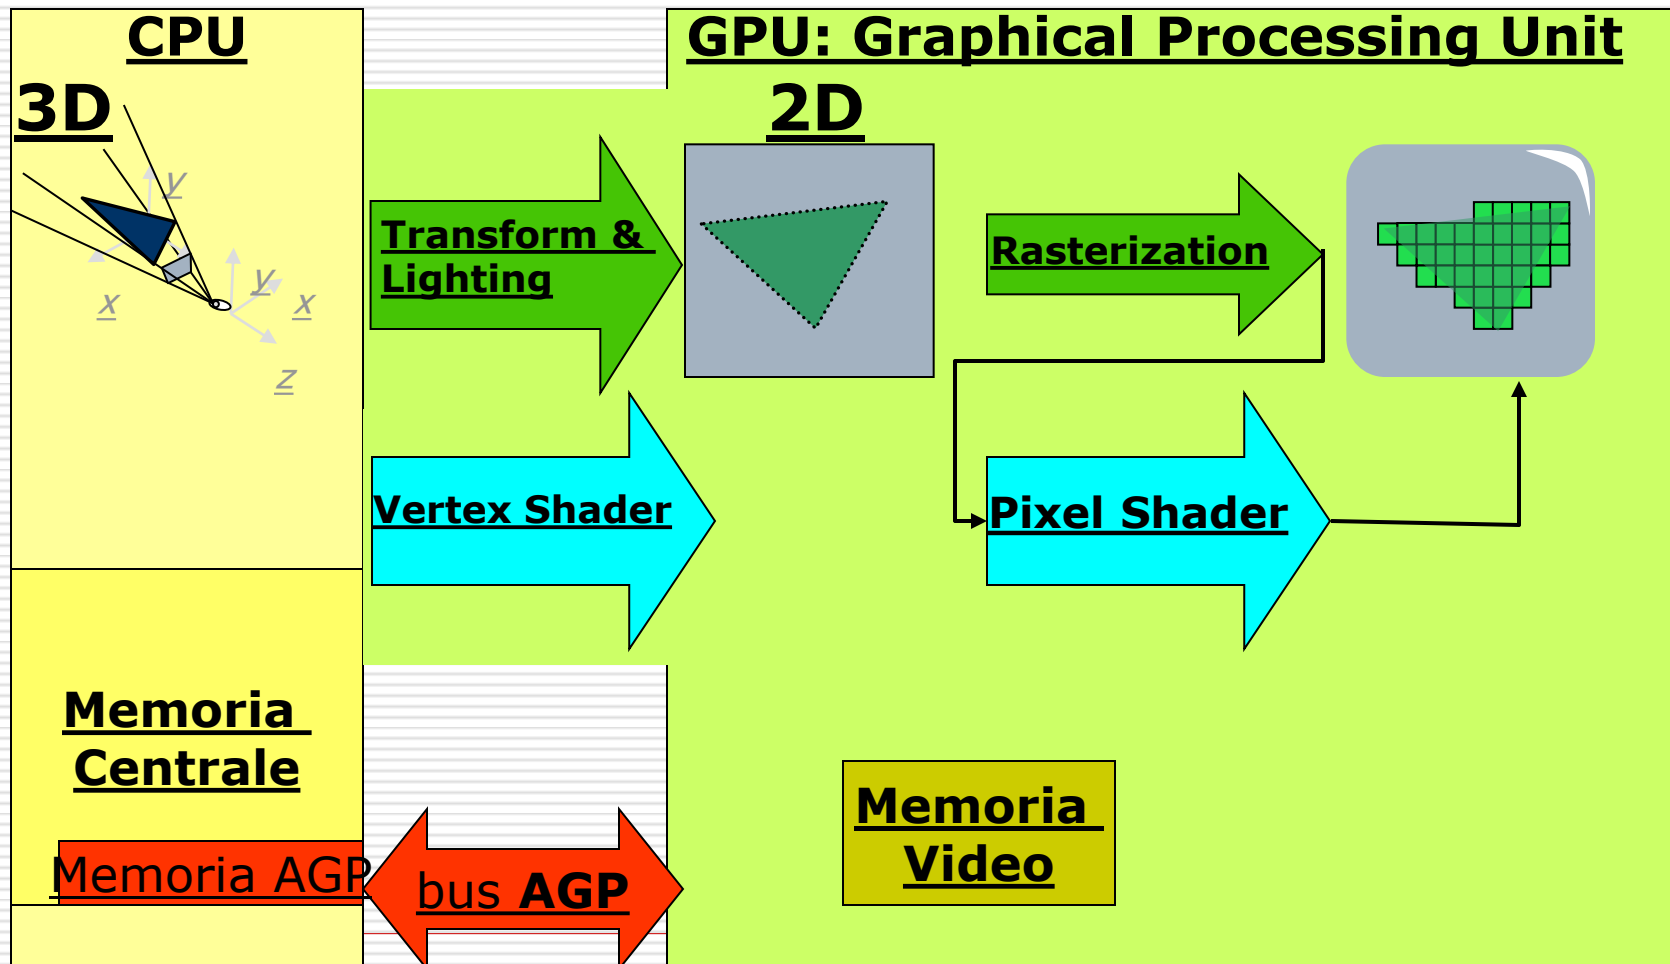 CPU
GPU: Graphical Processing Unit
3D
2D
y
x
y
x
z
Transform &
Lighting
Rasterization
Vertex Shader
Pixel Shader
Memoria
Centrale
Memoria AGP
bus AGP
Memoria
Video